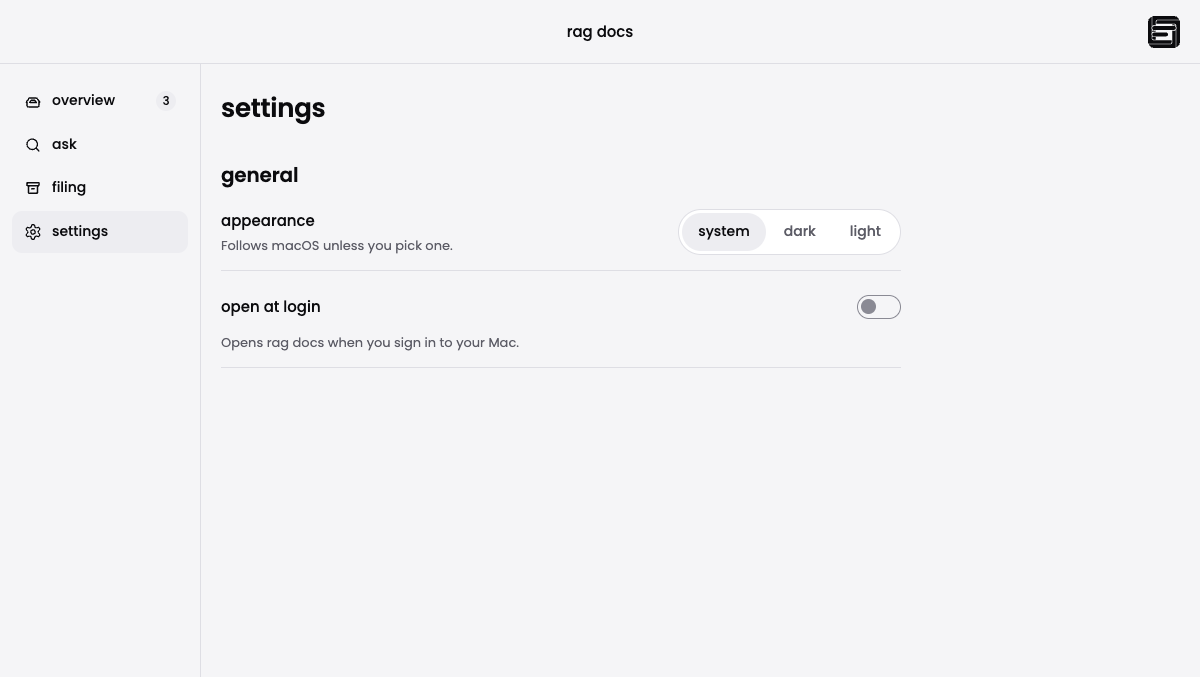 rag docs
overview 3
ask
filing
settings
settings
general
appearance
Follows macOS unless you pick one.
system dark light
open at login
Opens rag docs when you sign in to your Mac.